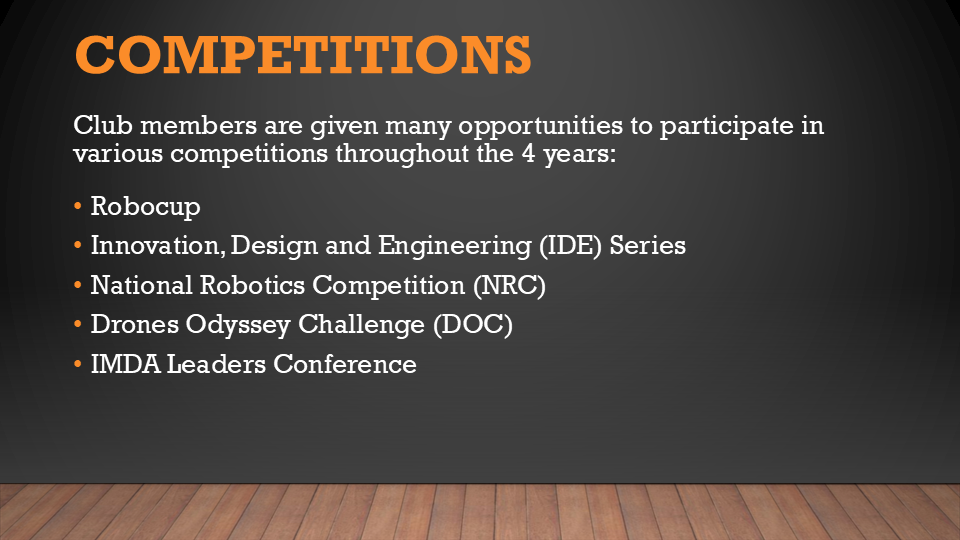 COMPETITIONS
Club members are given many opportunities to participate in
various competitions throughout the 4 years:
• Robocup
• Innovation, Design and Engineering (IDE) Series
• National Robotics Competition (NRC)
• Drones Odyssey Challenge (DOC)
• IMDA Leaders Conference